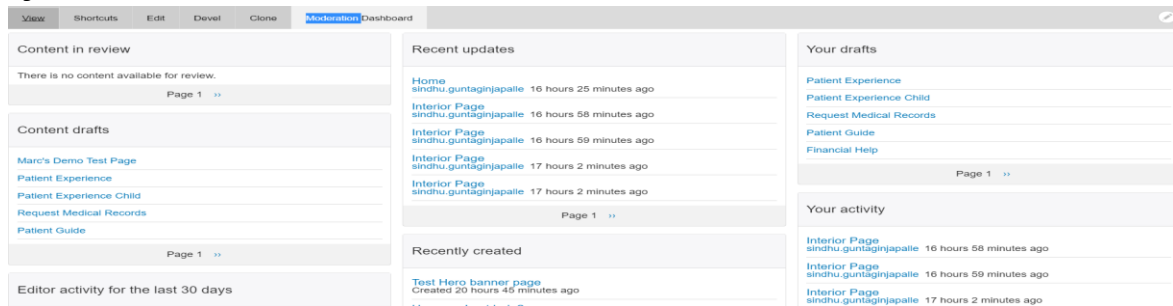 View Shortcuts Edit Devel Clone Moderation Dashboard
Content in review
There is no content available for review.
Page 1 ››
Content drafts
Marc's Demo Test Page
Patient Experience
Patient Experience Child
Request Medical Records
Patient Guide
Page 1 ››
Editor activity for the last 30 days
Recent updates
Home
sindhu.guntaginjapalle 16 hours 25 minutes ago
Interior Page
sindhu.guntaginjapalle 16 hours 58 minutes ago
Interior Page
sindhu.guntaginjapalle 16 hours 59 minutes ago
Interior Page
sindhu.guntaginjapalle 17 hours 2 minutes ago
Interior Page
sindhu.guntaginjapalle 17 hours 2 minutes ago
Page 1 ››
Recently created
Test Hero banner page
Created 20 hours 45 minutes ago
Your drafts
Patient Experience
Patient Experience Child
Request Medical Records
Patient Guide
Financial Help
Page 1 ››
Your activity
Interior Page
sindhu.guntaginjapalle 16 hours 58 minutes ago
Interior Page
sindhu.guntaginjapalle 16 hours 59 minutes ago
Interior Page
sindhu.guntaginjapalle 17 hours 2 minutes ago